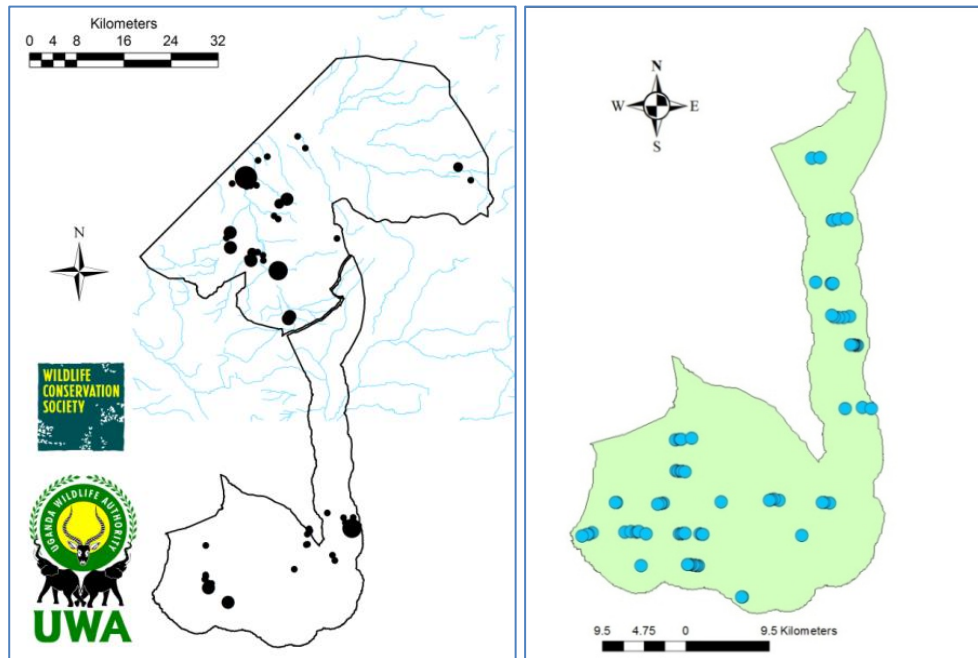 Kilometers
0 4 8 16 24 32
N
WILDLIFE
CONSERVATION
SOCIETY
UGANDA WILDLIFE AUTHORITY
UWA
N
W E
S
9.5 4.75 0 9.5 Kilometers